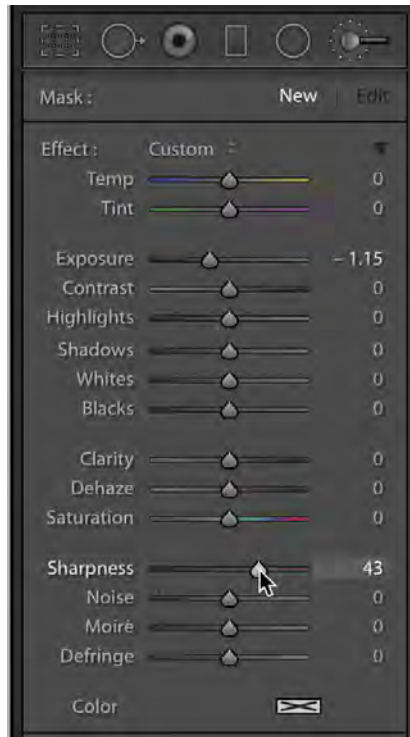 Mask : New Edit
Effect : Custom
Temp 0
Tint 0
Exposure – 1.15
Contrast 0
Highlights 0
Shadows 0
Whites 0
Blacks 0
Clarity 0
Dehaze 0
Saturation 0
Sharpness 43
Noise 0
Moiré 0
Defringe 0
Color